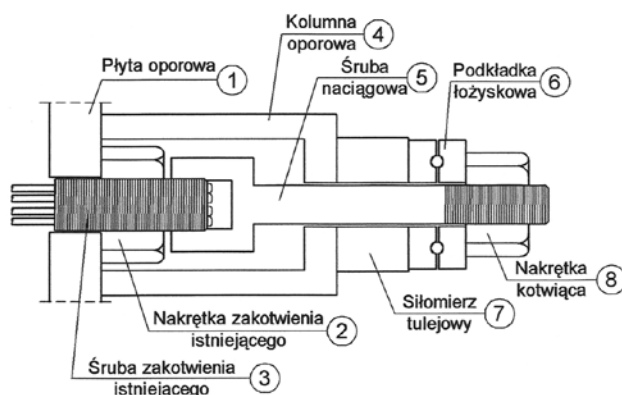 Kolumna
oporowa 4
Płyta oporowa 1
Śruba
naciągowa 5
Podkładka
łożyskowa 6
Nakrętka
kotwiąca 8
Siłomierz
tulejowy 7
Nakrętka zakotwienia
istniejącego 2
Śruba zakotwienia
istniejacego 3